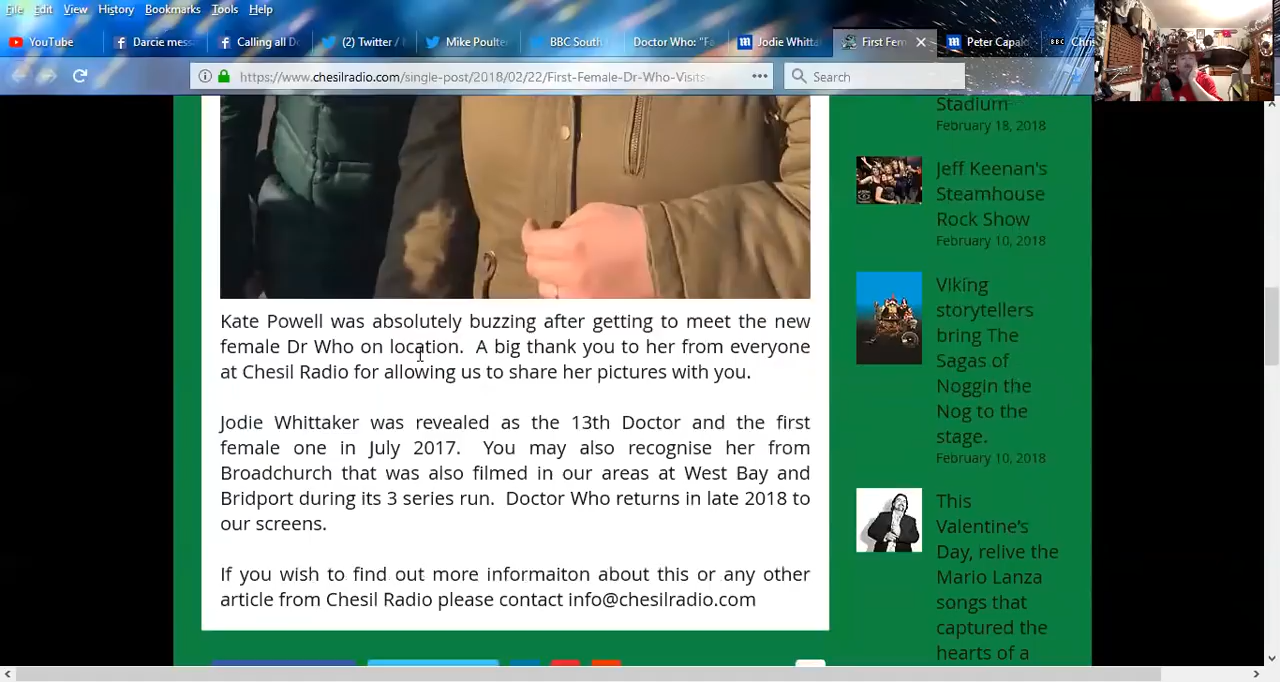 File Edit View History Bookmarks Tools Help
YouTube
Darcie mess
Calling all D
(2) Twitter /
Mike Poulte
BBC South
Doctor Who: "Fa
Jodie Whitt
First Fem
Peter Capal
BBC Chris
https://www.chesilradio.com/single-post/2018/02/22/First-Female-Dr-Who-Visits-
Search
Kate Powell was absolutely buzzing after getting to meet the new
female Dr Who on location. A big thank you to her from everyone
at Chesil Radio for allowing us to share her pictures with you.
Jodie Whittaker was revealed as the 13th Doctor and the first
female one in July 2017. You may also recognise her from
Broadchurch that was also filmed in our areas at West Bay and
Bridport during its 3 series run. Doctor Who returns in late 2018 to
our screens.
If you wish to find out more informaiton about this or any other
article from Chesil Radio please contact info@chesilradio.com
Stadium
February 18, 2018
Jeff Keenan's
Steamhouse
Rock Show
February 10, 2018
VIking
storytellers
bring The
Sagas of
Noggin the
Nog to the
stage.
February 10, 2018
This
Valentine's
Day, relive the
Mario Lanza
songs that
captured the
hearts of a